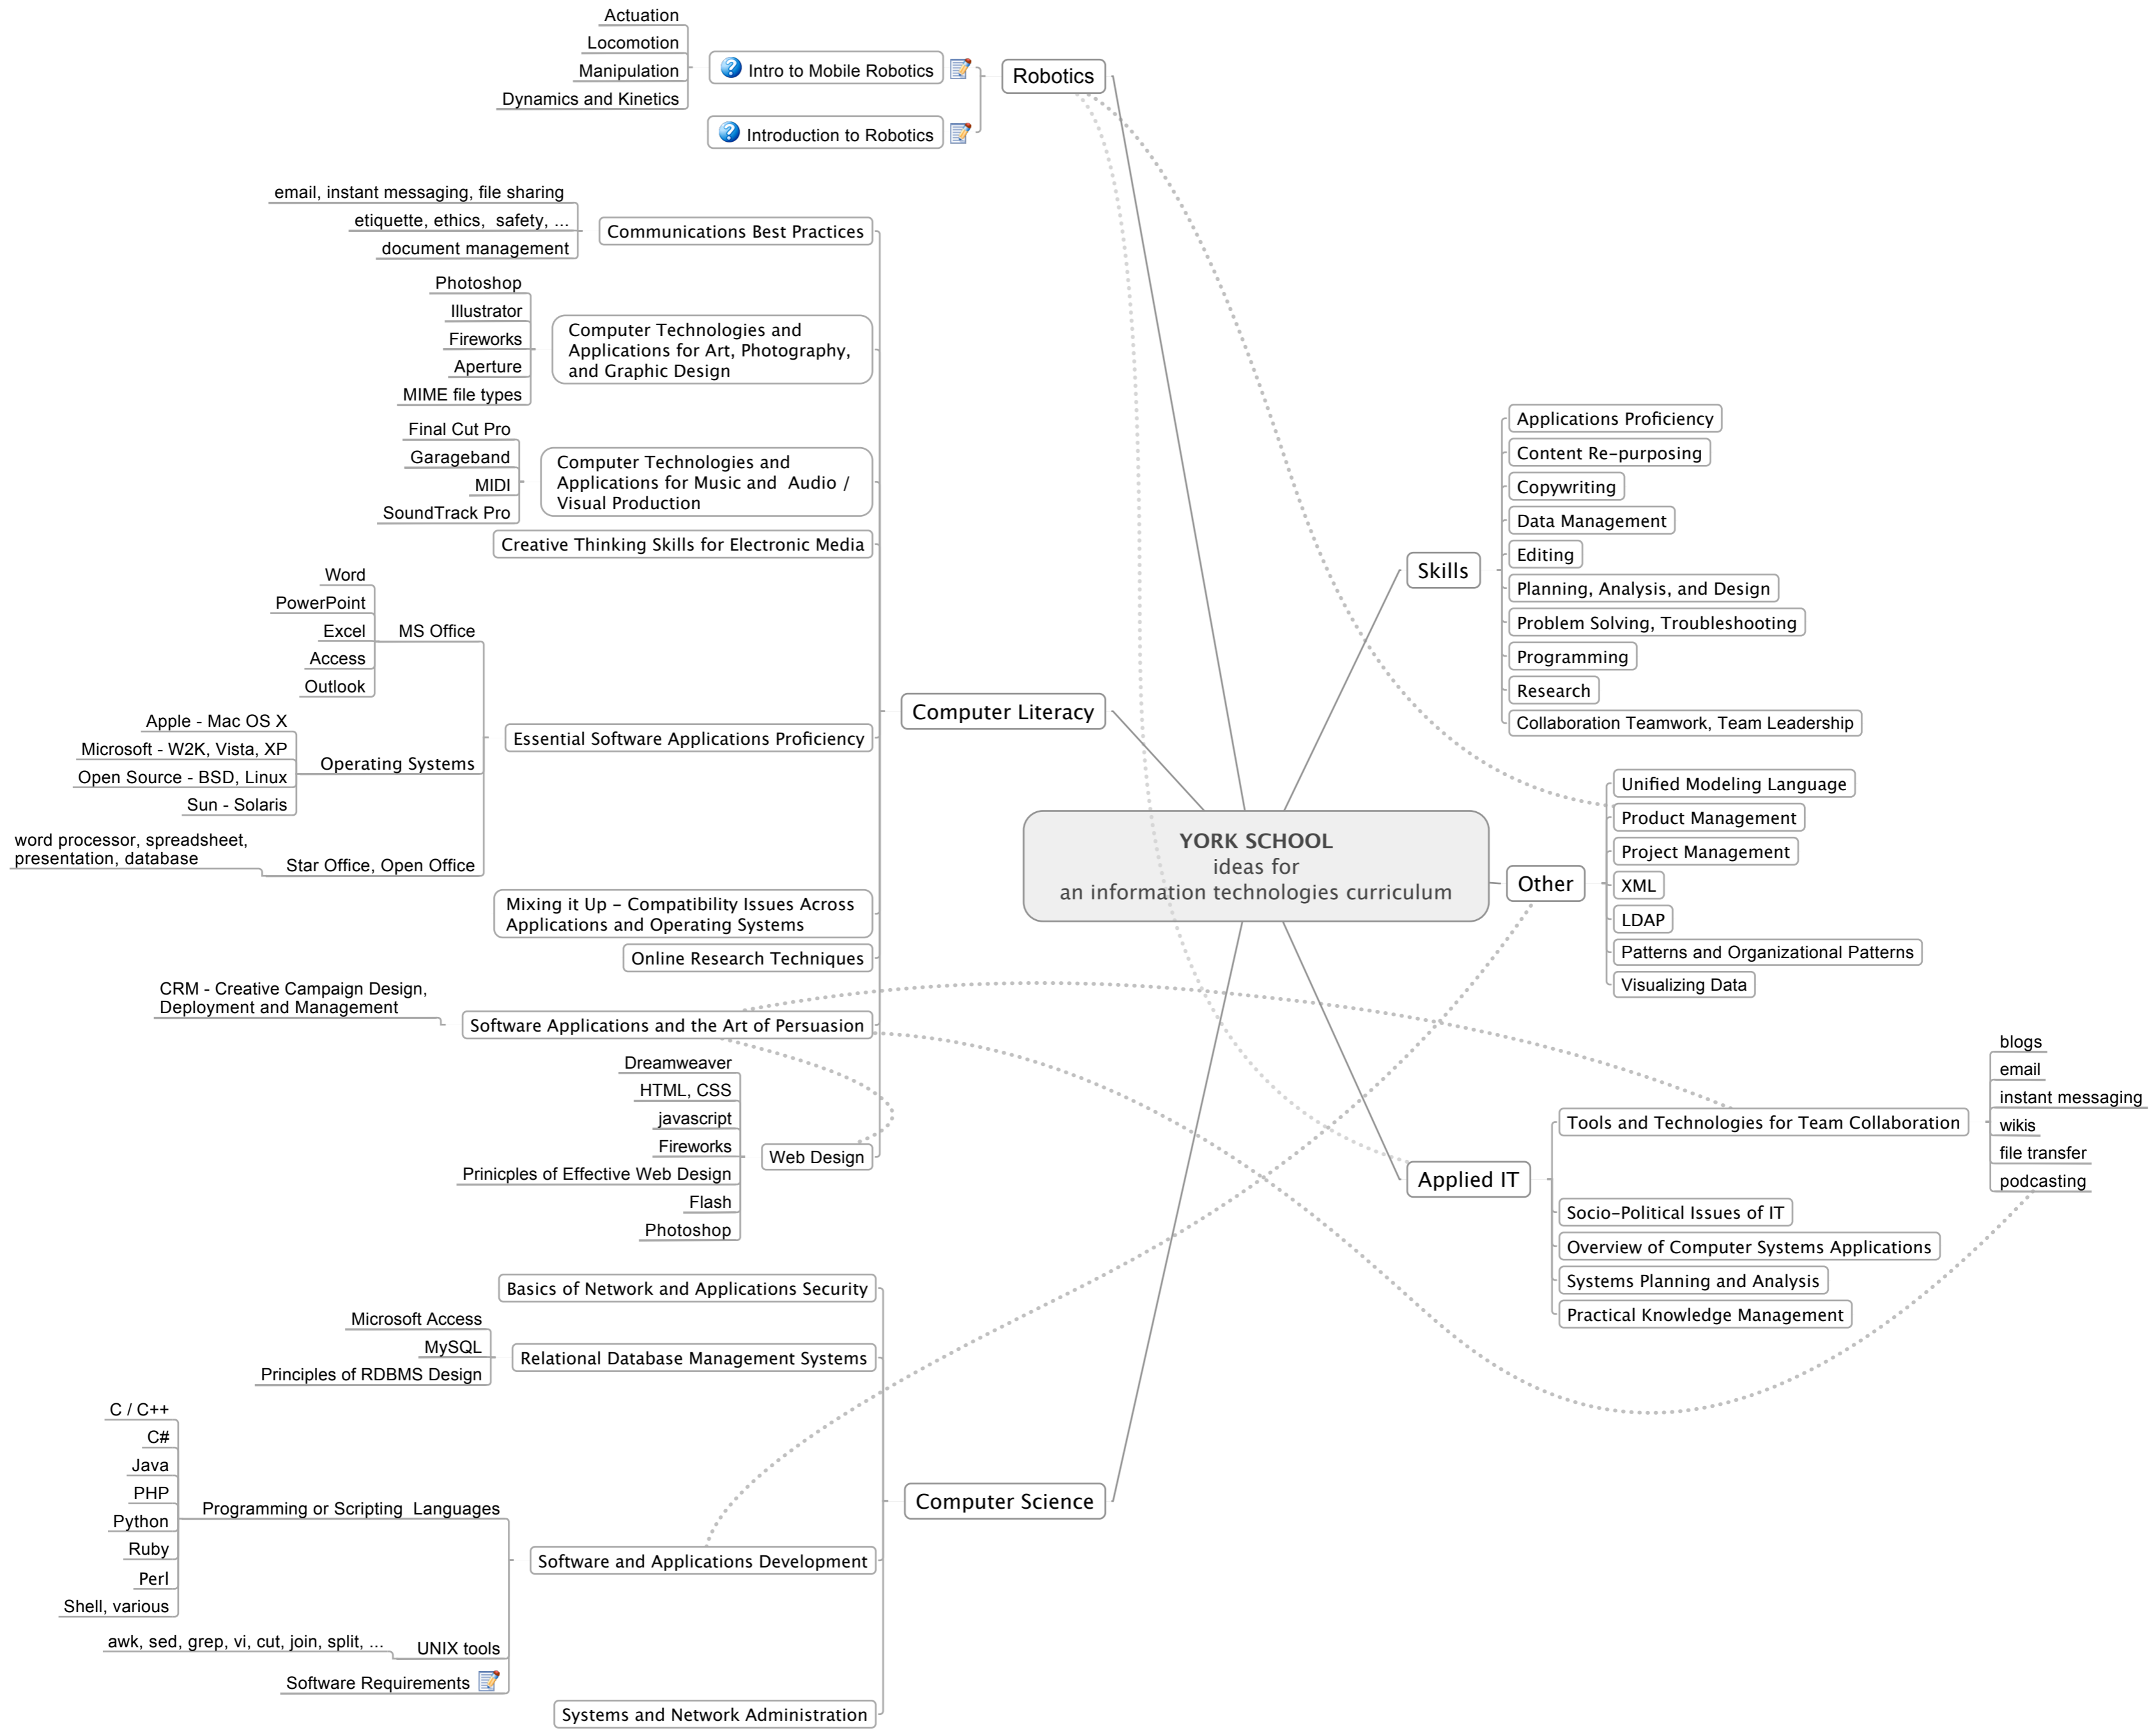 YORK SCHOOL
ideas for
an information technologies curriculum
Robotics
Intro to Mobile Robotics
Actuation
Locomotion
Manipulation
Dynamics and Kinetics
Introduction to Robotics
Computer Literacy
Communications Best Practices
email, instant messaging, file sharing
etiquette, ethics,  safety, ...
document management
Computer Technologies and
Applications for Art, Photography,
and Graphic Design
Photoshop
Illustrator
Fireworks
Aperture
MIME file types
Computer Technologies and
Applications for Music and  Audio /
Visual Production
Final Cut Pro
Garageband
MIDI
SoundTrack Pro
Creative Thinking Skills for Electronic Media
Essential Software Applications Proficiency
MS Office
Word
PowerPoint
Excel
Access
Outlook
Operating Systems
Apple - Mac OS X
Microsoft - W2K, Vista, XP
Open Source - BSD, Linux
Sun - Solaris
Star Office, Open Office
word processor, spreadsheet,
presentation, database
Mixing it Up – Compatibility Issues Across
Applications and Operating Systems
Online Research Techniques
Software Applications and the Art of Persuasion
CRM - Creative Campaign Design,
Deployment and Management
Web Design
Dreamweaver
HTML, CSS
javascript
Fireworks
Prinicples of Effective Web Design
Flash
Photoshop
Computer Science
Basics of Network and Applications Security
Relational Database Management Systems
Microsoft Access
MySQL
Principles of RDBMS Design
Software and Applications Development
Programming or Scripting  Languages
C / C++
C#
Java
PHP
Python
Ruby
Perl
Shell, various
UNIX tools
awk, sed, grep, vi, cut, join, split, ...
Software Requirements
Systems and Network Administration
Skills
Applications Proficiency
Content Re-purposing
Copywriting
Data Management
Editing
Planning, Analysis, and Design
Problem Solving, Troubleshooting
Programming
Research
Collaboration Teamwork, Team Leadership
Other
Unified Modeling Language
Product Management
Project Management
XML
LDAP
Patterns and Organizational Patterns
Visualizing Data
Applied IT
Tools and Technologies for Team Collaboration
blogs
email
instant messaging
wikis
file transfer
podcasting
Socio-Political Issues of IT
Overview of Computer Systems Applications
Systems Planning and Analysis
Practical Knowledge Management